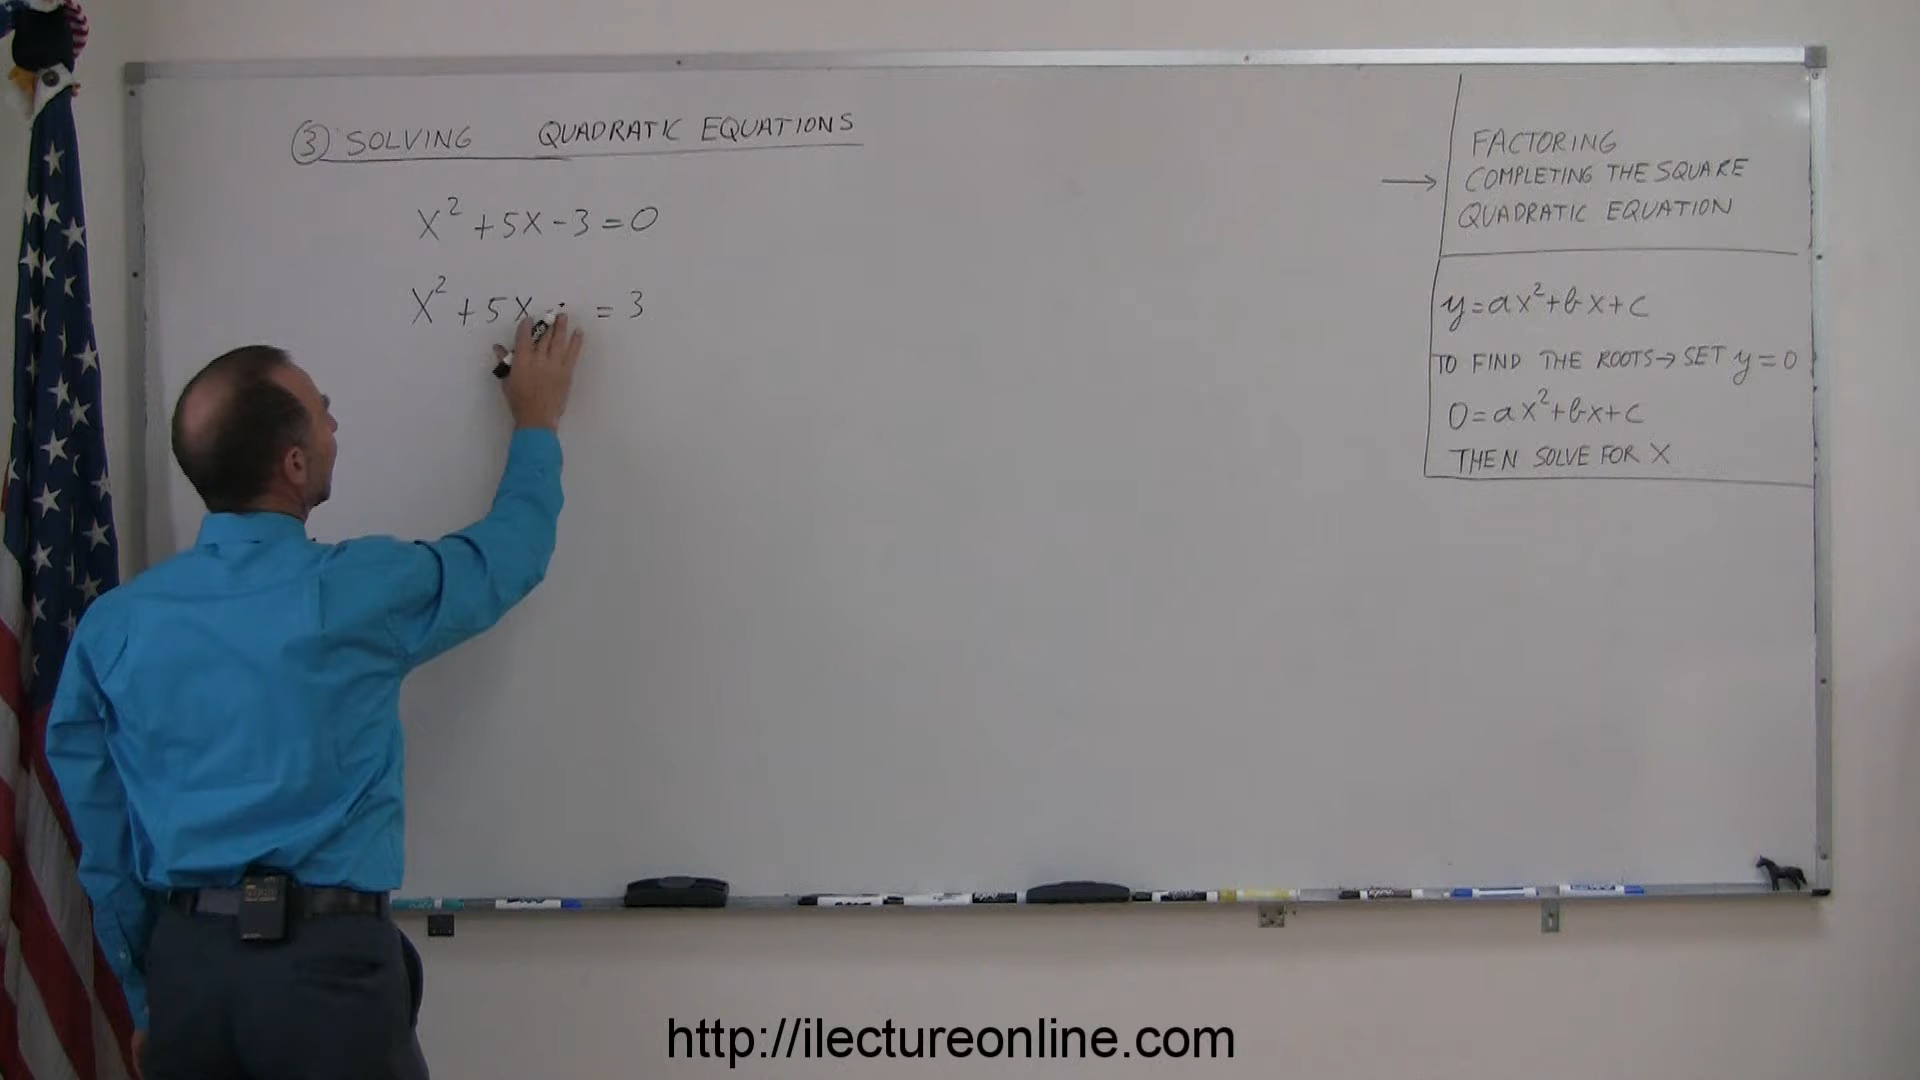 ③ SOLVING QUADRATIC EQUATIONS
X² + 5X - 3 = 0
X² + 5X = 3
FACTORING
→ COMPLETING THE SQUARE
QUADRATIC EQUATION
y = ax² + bx + c
TO FIND THE ROOTS → SET y = 0
0 = ax² + bx + c
THEN SOLVE FOR X
http://ilectureonline.com